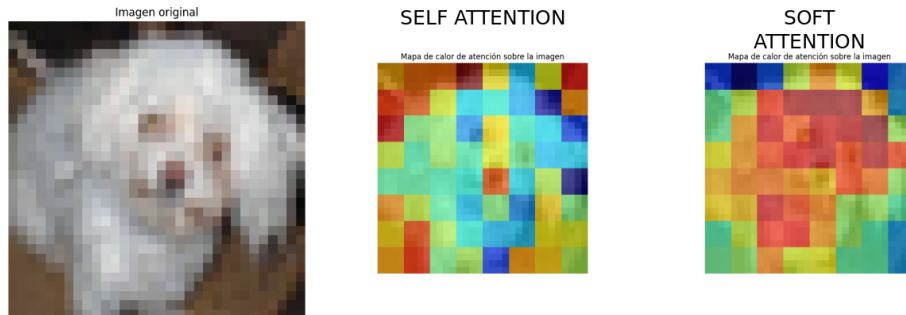 Imagen original
SELF ATTENTION
Mapa de calor de atención sobre la imagen
SOFT
ATTENTION
Mapa de calor de atención sobre la imagen